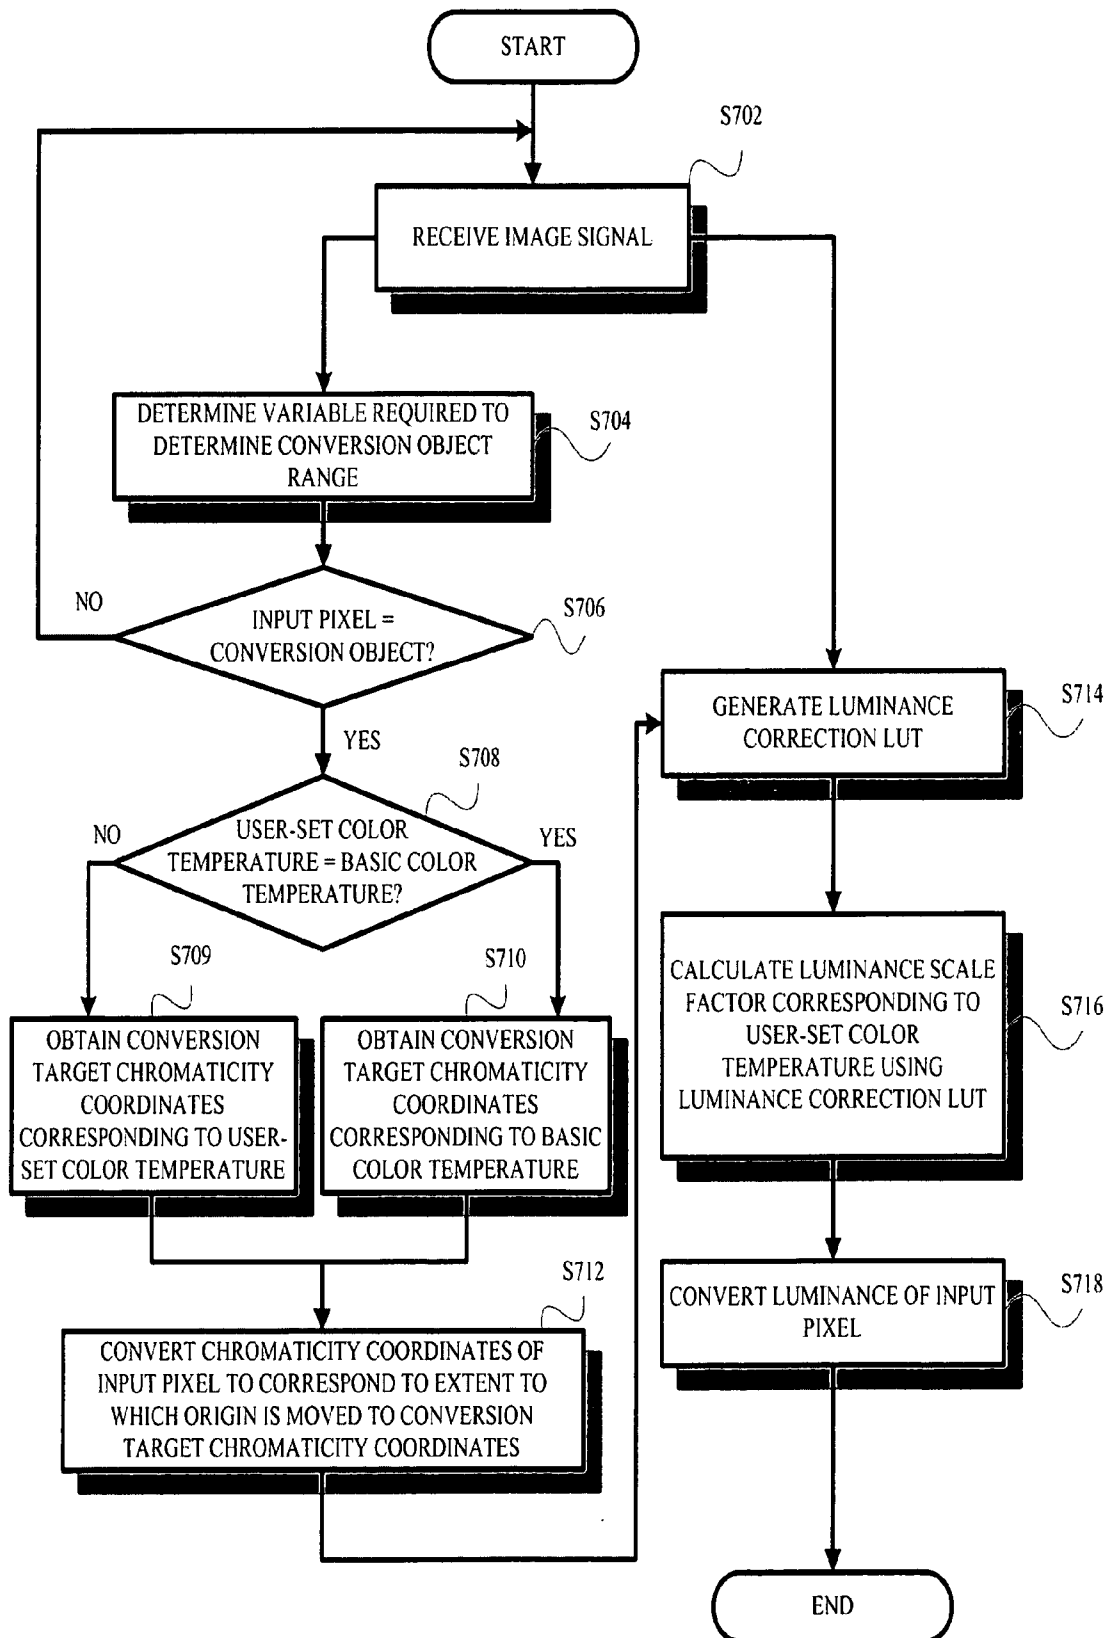 START
S702
RECEIVE IMAGE SIGNAL
DETERMINE VARIABLE REQUIRED TO
DETERMINE CONVERSION OBJECT
RANGE
S704
NO
INPUT PIXEL =
CONVERSION OBJECT?
S706
YES
S708
NO
USER-SET COLOR
TEMPERATURE = BASIC COLOR
TEMPERATURE?
YES
S709
OBTAIN CONVERSION
TARGET CHROMATICITY
COORDINATES
CORRESPONDING TO USER-
SET COLOR TEMPERATURE
S710
OBTAIN CONVERSION
TARGET CHROMATICITY
COORDINATES
CORRESPONDING TO BASIC
COLOR TEMPERATURE
S712
CONVERT CHROMATICITY COORDINATES OF
INPUT PIXEL TO CORRESPOND TO EXTENT TO
WHICH ORIGIN IS MOVED TO CONVERSION
TARGET CHROMATICITY COORDINATES
GENERATE LUMINANCE
CORRECTION LUT
S714
CALCULATE LUMINANCE SCALE
FACTOR CORRESPONDING TO
USER-SET COLOR
TEMPERATURE USING
LUMINANCE CORRECTION LUT
S716
CONVERT LUMINANCE OF INPUT
PIXEL
S718
END